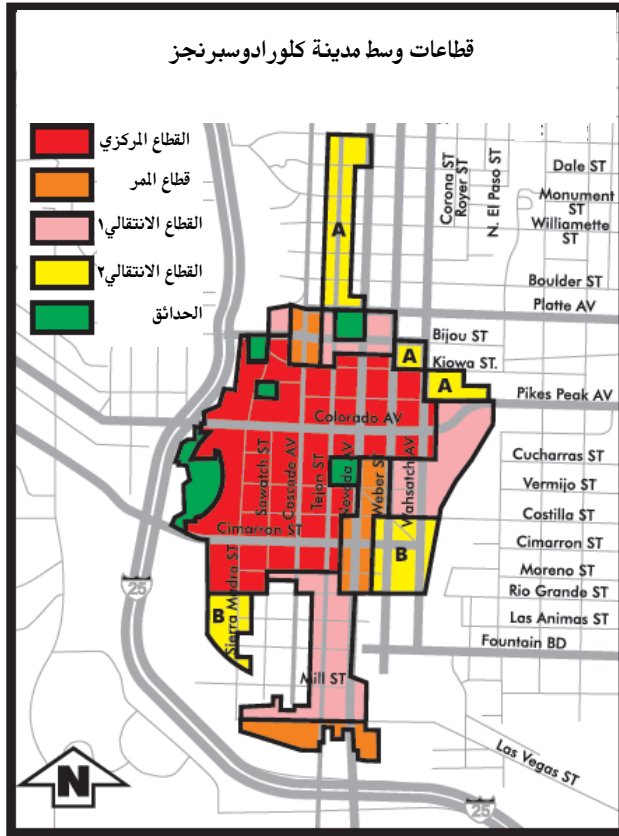 قطاعات وسط مدينة كلورادوسبرنجز
القطاع المركزي
قطاع الممر
القطاع الانتقالي١
القطاع الانتقالي٢
الحدائق
Corona ST
Royer ST
N. El Paso ST
Dale ST
Monument
ST
Williamette
ST
A
Boulder ST
Platte AV
Bijou ST
A
Kiowa ST.
A
Pikes Peak AV
Colorado AV
Sawatch ST
Cascade AV
Tejon ST
Nevada AV
Weber ST
Wahsatch AV
Cucharras ST
Vermijo ST
Castilla ST
Cimarron ST
Cimarron ST
B
Moreno ST
Rio Grande ST
25
B
Sierra Madra ST
Las Animas ST
Fountain BD
Mill ST
Las Vegas ST
N
25